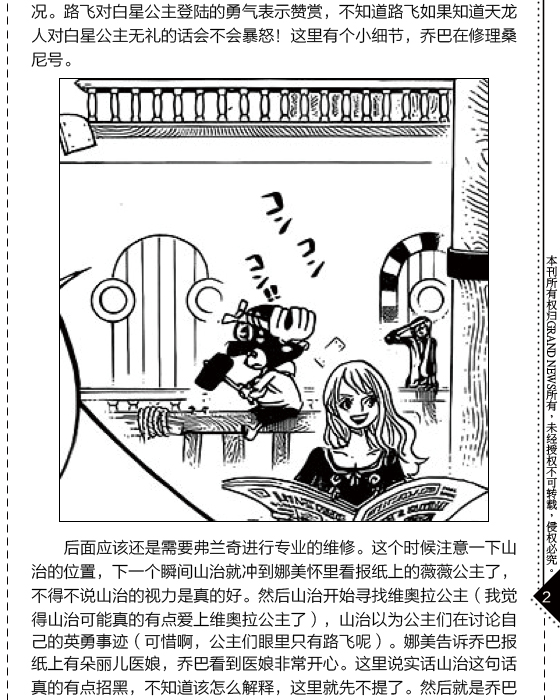 况。路飞对白星公主登陆的勇气表示赞赏，不知道路飞如果知道天龙
人对白星公主无礼的话会不会暴怒！这里有个小细节，乔巴在修理桑
尼号。
コン
コン
コン!!
后面应该还是需要弗兰奇进行专业的维修。这个时候注意一下山
治的位置，下一个瞬间山治就冲到娜美怀里看报纸上的薇薇公主了，
不得不说山治的视力是真的好。然后山治开始寻找维奥拉公主（我觉
得山治可能真的有点爱上维奥拉公主了），山治以为公主们在讨论自
己的英勇事迹（可惜啊，公主们眼里只有路飞呢）。娜美告诉乔巴报
纸上有朵丽儿医娘，乔巴看到医娘非常开心。这里说实话山治这句话
真的有点招黑，不知道该怎么解释，这里就先不提了。然后就是乔巴
本刊所有权归GRAND NEWS所有，未经授权不可转载，侵权必究。
2